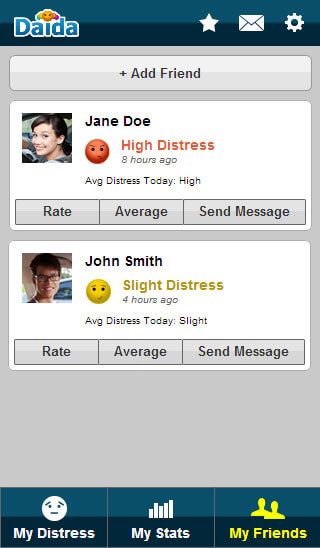 Daida
+ Add Friend
Jane Doe
High Distress
8 hours ago
Avg Distress Today: High
Rate Average Send Message
John Smith
Slight Distress
4 hours ago
Avg Distress Today: Slight
Rate Average Send Message
My Distress My Stats My Friends